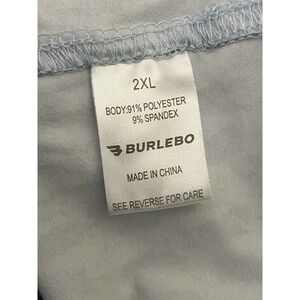 2XL
BODY:91% POLYESTER
9% SPANDEX
BURLEBO
MADE IN CHINA
SEE REVERSE FOR CARE